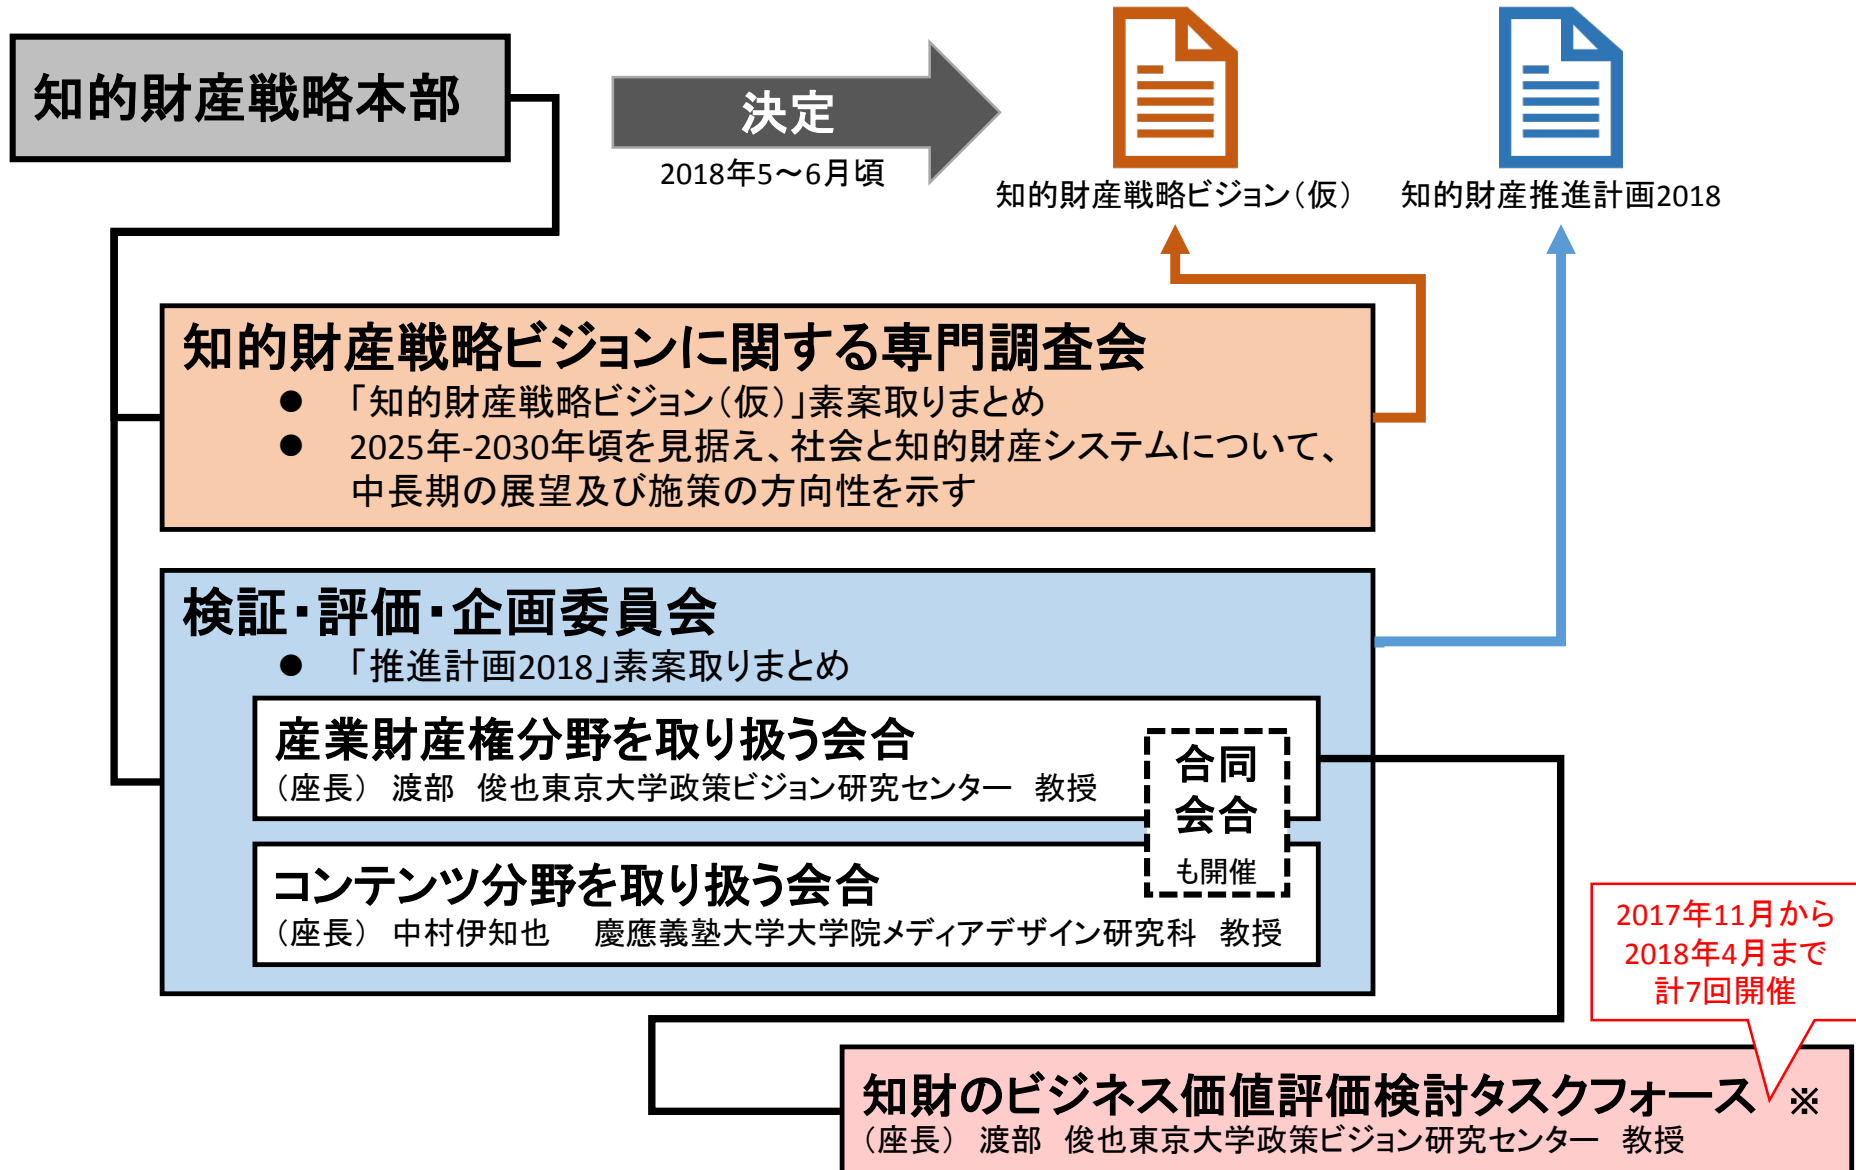 知的財産戦略本部
決定
2018年5～6月頃
知的財産戦略ビジョン（仮）
知的財産推進計画2018
知的財産戦略ビジョンに関する専門調査会
● 「知的財産戦略ビジョン（仮）」素案取りまとめ
● 2025年-2030年頃を見据え、社会と知的財産システムについて、
中長期の展望及び施策の方向性を示す
検証・評価・企画委員会
● 「推進計画2018」素案取りまとめ
産業財産権分野を取り扱う会合
（座長） 渡部 俊也東京大学政策ビジョン研究センター 教授
合同
会合
も開催
コンテンツ分野を取り扱う会合
（座長） 中村伊知也 慶應義塾大学大学院メディアデザイン研究科 教授
2017年11月から
2018年4月まで
計7回開催
知財のビジネス価値評価検討タスクフォース ※
（座長） 渡部 俊也東京大学政策ビジョン研究センター 教授